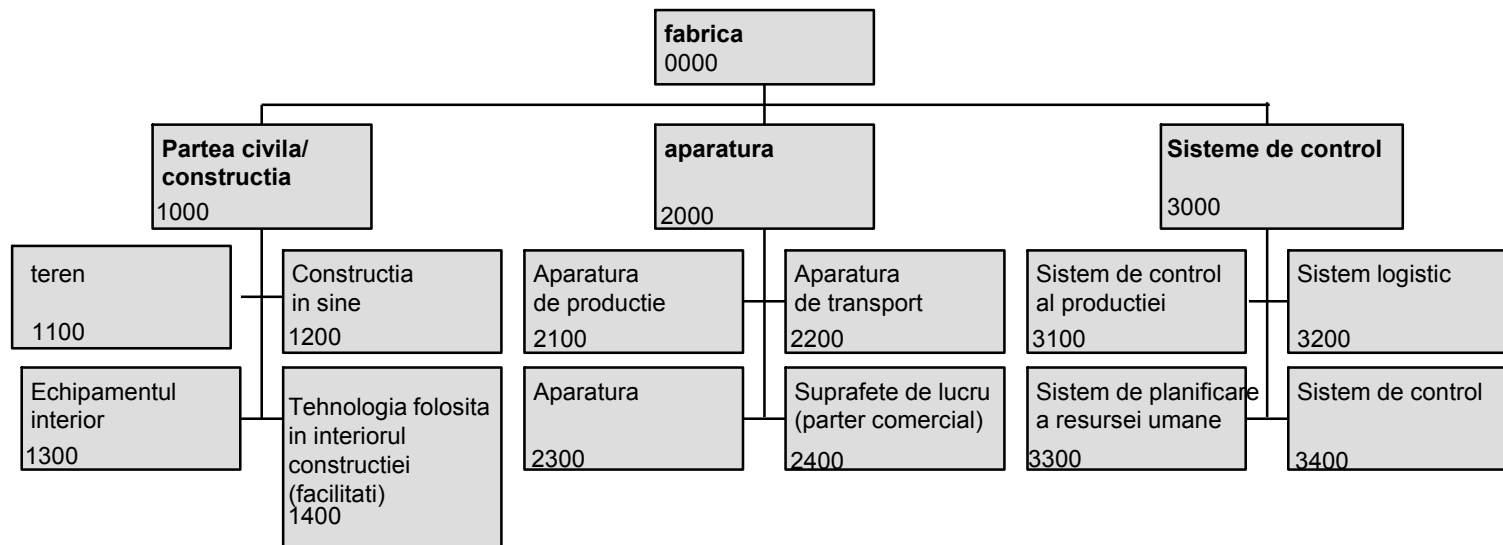 fabrica
0000
Partea civila/
constructia
1000
aparatura
2000
Sisteme de control
3000
teren
1100
Constructia
in sine
1200
Aparatura
de productie
2100
Aparatura
de transport
2200
Sistem de control
al productiei
3100
Sistem logistic
3200
Echipamentul
interior
1300
Tehnologia folosita
in interiorul
constructiei
(facilitati)
1400
Aparatura
2300
Suprafete de lucru
(parter comercial)
2400
Sistem de planificare
a resursei umane
3300
Sistem de control
3400